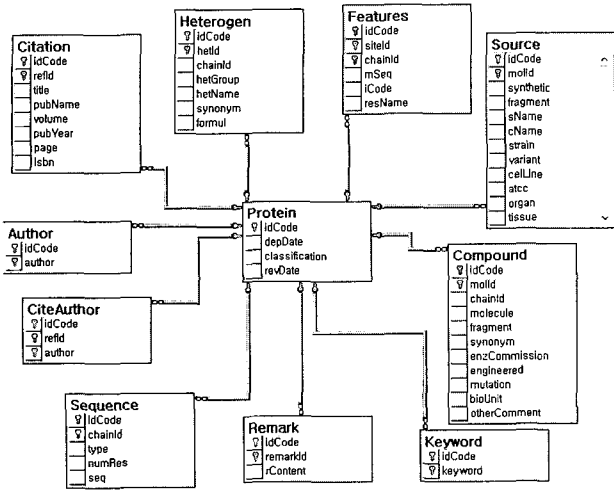 Citation
idCode
refId
title
pubName
volume
pubYear
page
Isbn
Heterogen
idCode
hetId
chainId
hetGroup
hetName
synonym
formul
Features
idCode
siteId
chainId
mSeq
iCode
resName
Source
idCode
molId
synthetic
fragment
sName
cName
strain
variant
cellLine
atcc
organ
tissue
Author
idCode
author
Protein
idCode
depDate
classification
revDate
CiteAuthor
idCode
refId
author
Compound
idCode
molId
chainId
molecule
fragment
synonym
enzCommission
engineered
mutation
bioUnit
otherComment
Sequence
idCode
chainId
type
numRes
seq
Remark
idCode
remarkId
rContent
Keyword
idCode
keyword